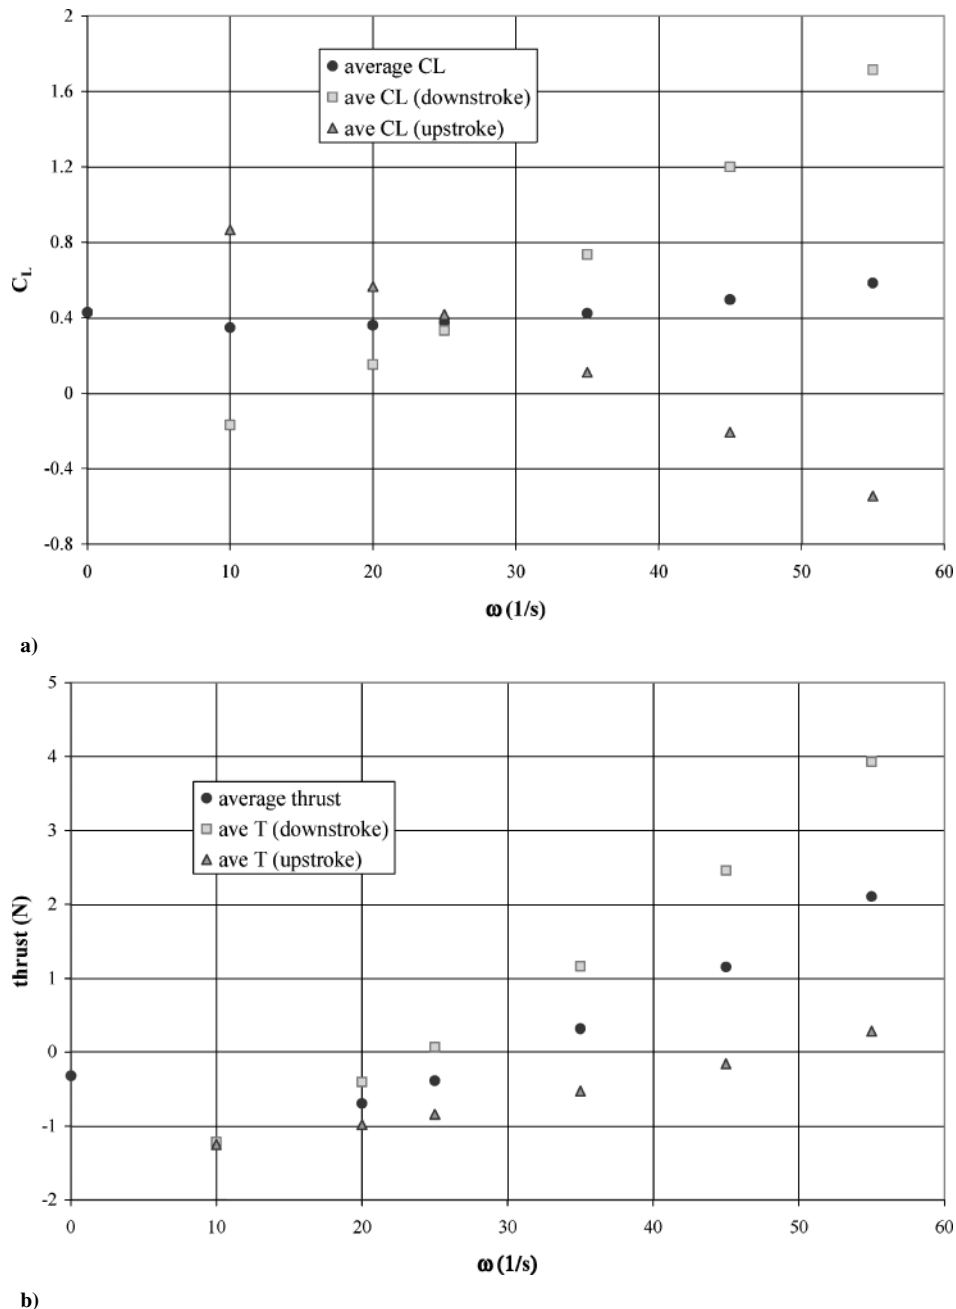 2
1.6
1.2
0.8
0.4
0
-0.4
-0.8
C_L
average CL
ave CL (downstroke)
ave CL (upstroke)
0 10 20 30 40 50 60
ω (1/s)
a)
5
4
3
2
1
0
-1
-2
thrust (N)
average thrust
ave T (downstroke)
ave T (upstroke)
0 10 20 30 40 50 60
ω (1/s)
b)